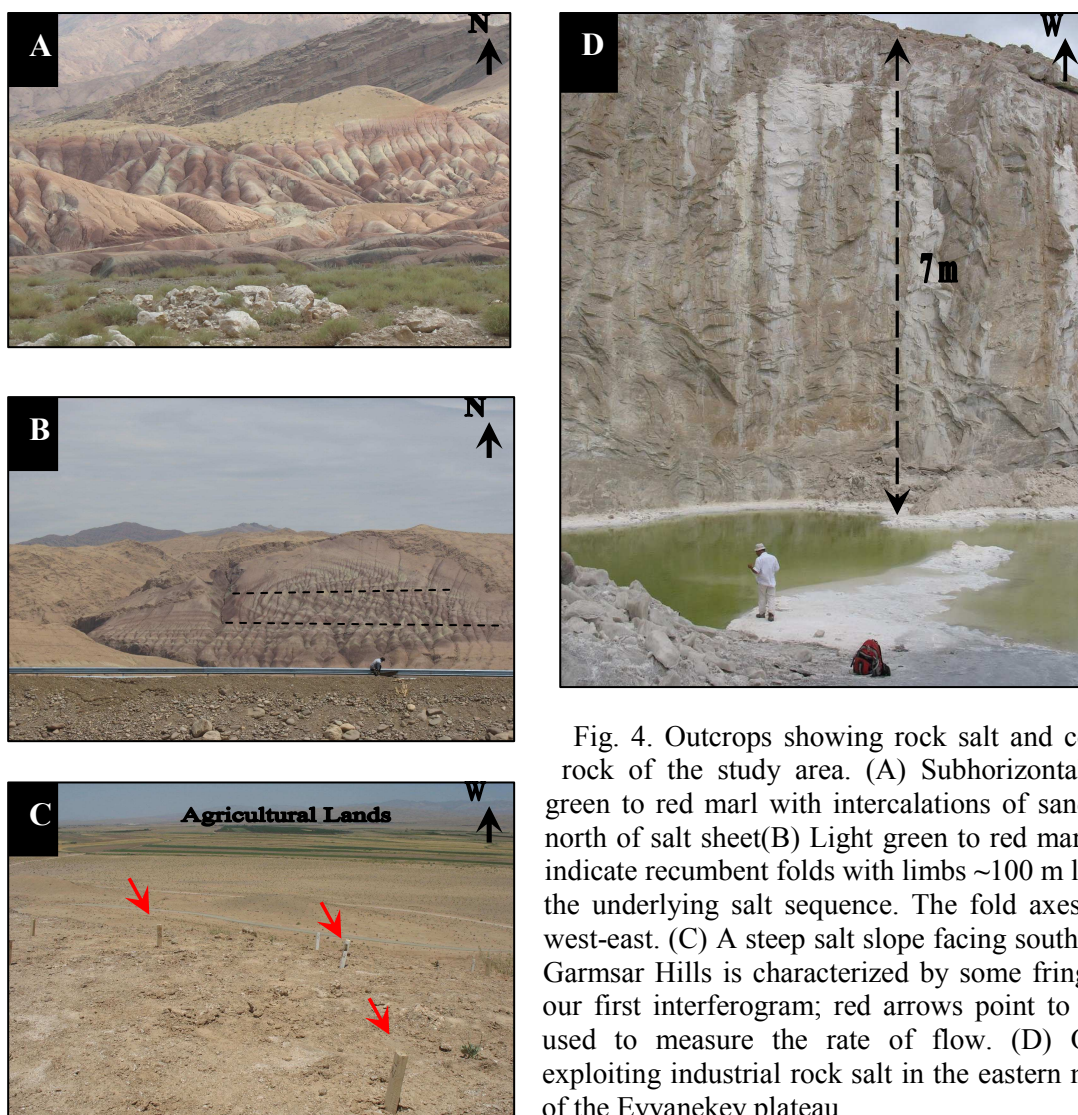 A
N
B
N
C
Agricultural Lands
W
D
W
7 m
Fig. 4. Outcrops showing rock salt and c
rock of the study area. (A) Subhorizonta
green to red marl with intercalations of san
north of salt sheet(B) Light green to red mar
indicate recumbent folds with limbs ~100 m l
the underlying salt sequence. The fold axes
west-east. (C) A steep salt slope facing south
Garmsar Hills is characterized by some fring
our first interferogram; red arrows point to
used to measure the rate of flow. (D) O
exploiting industrial rock salt in the eastern
of the Eyvanekey plateau